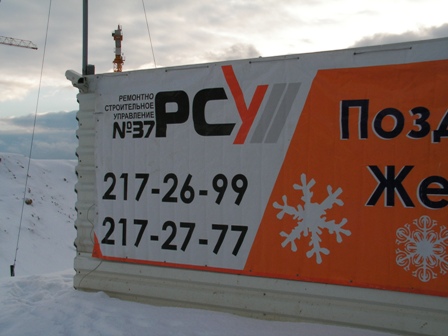 РЕМОНТНО
СТРОИТЕЛЬНОЕ
УПРАВЛЕНИЕ
№37
РСУ
217-26-99
217-27-77
Позд
Же